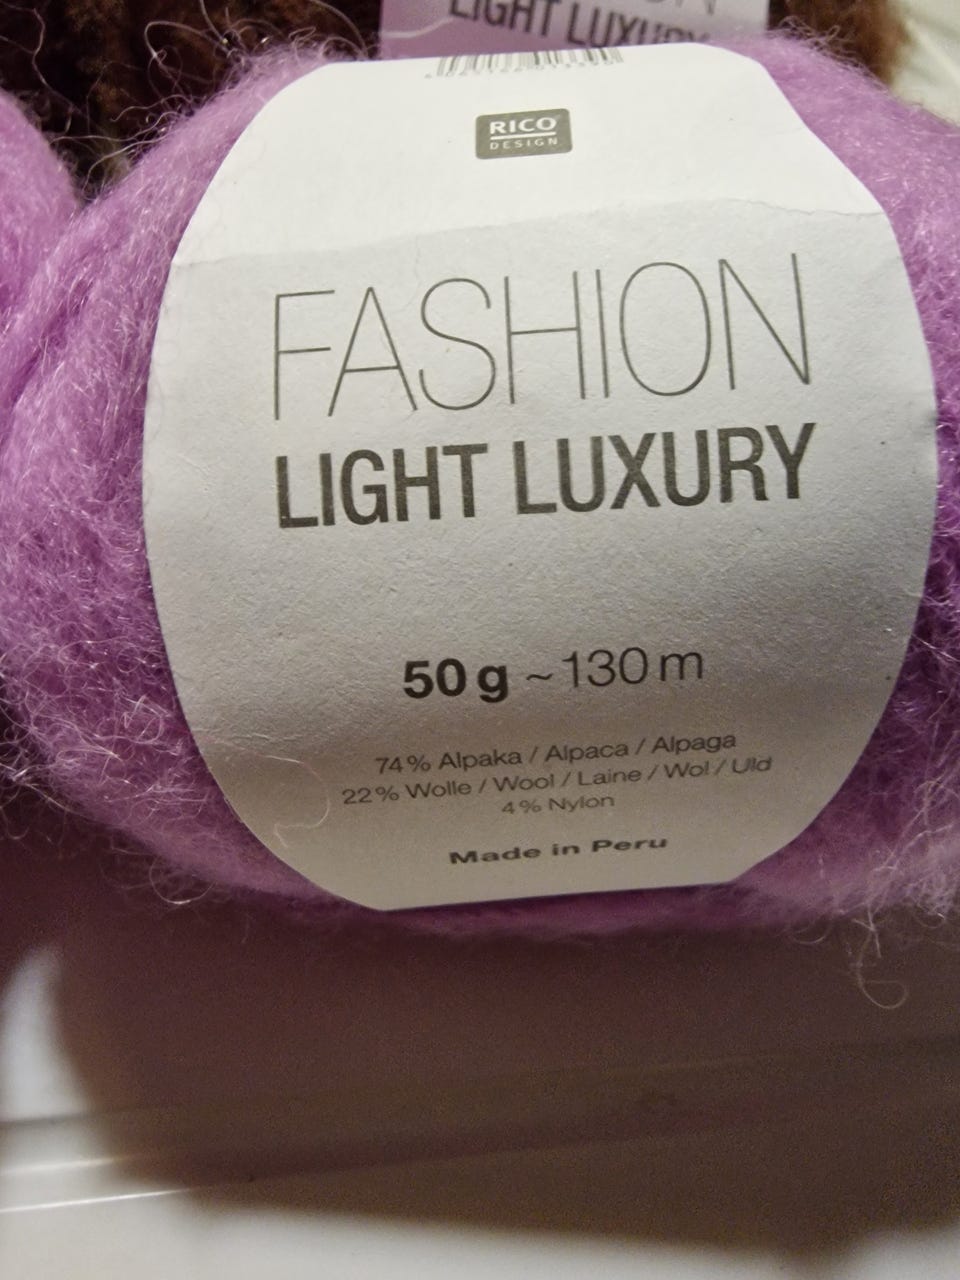 LIGHT LUXURY
RICO
DESIGN
FASHION
LIGHT LUXURY
50 g ~ 130 m
74% Alpaka / Alpaca / Alpaga
22% Wolle / Wool / Laine / Wol / Uld
4% Nylon
Made in Peru